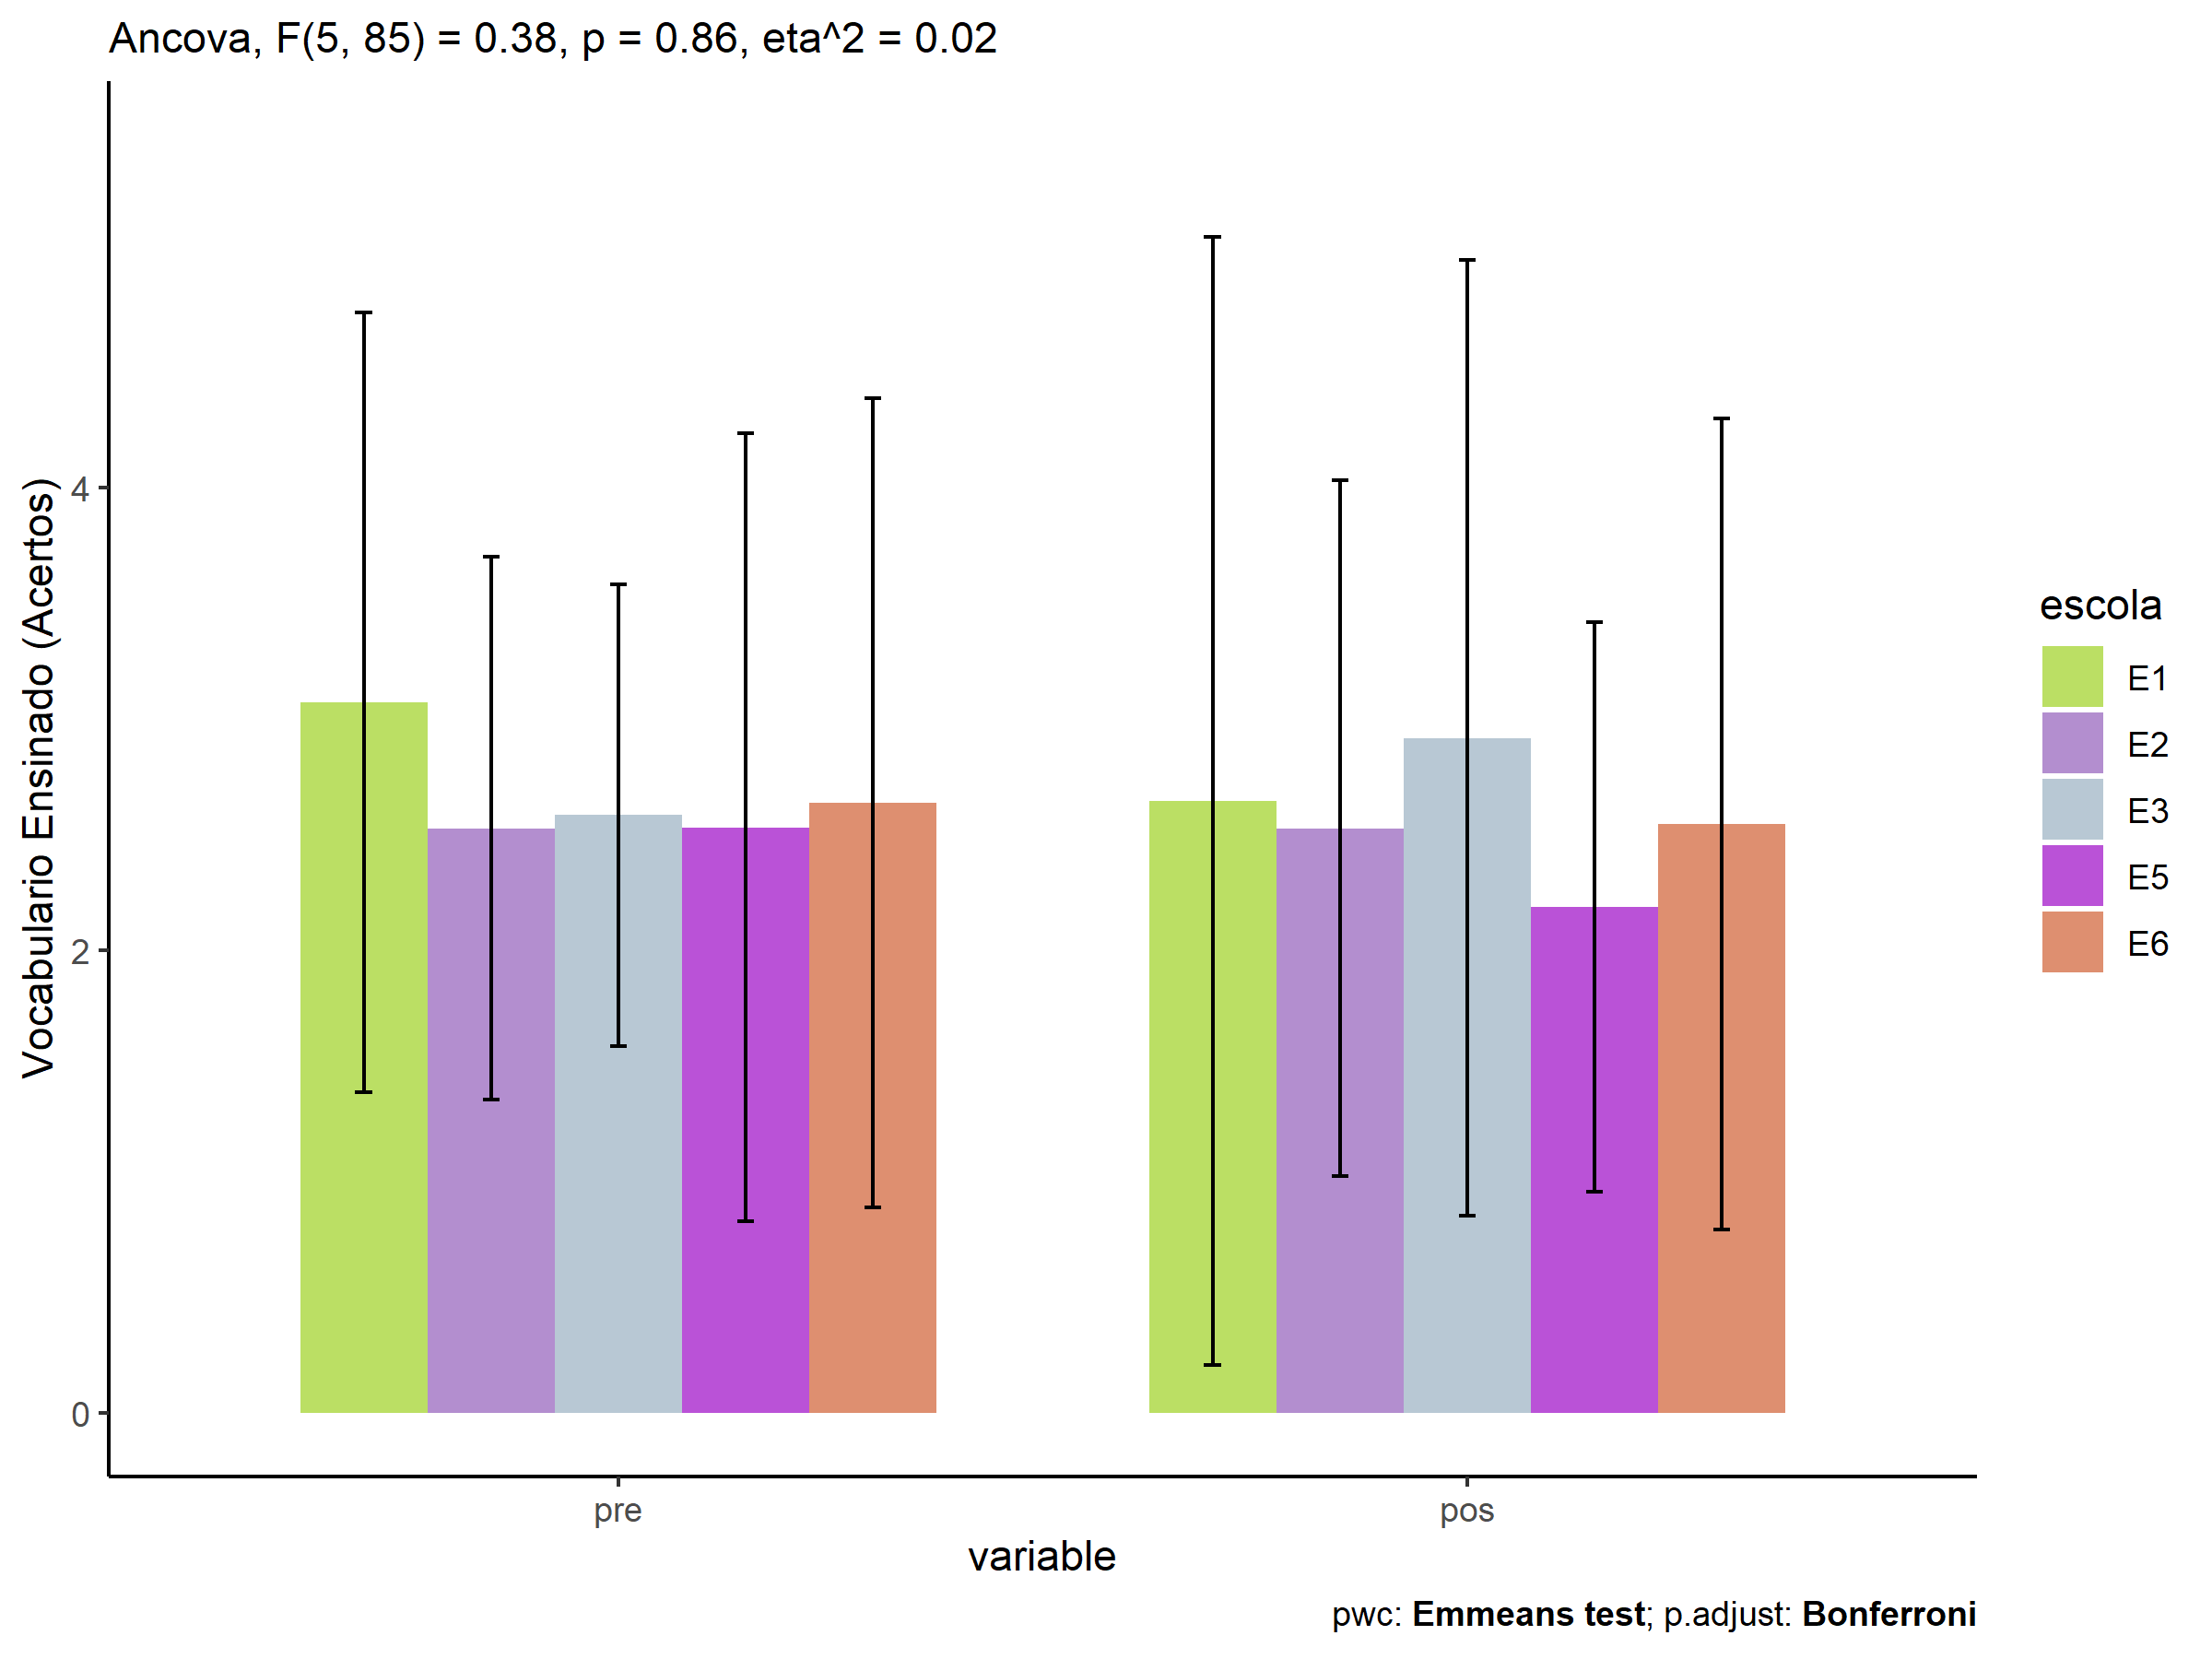 Ancova, F(5, 85) = 0.38, p = 0.86, eta^2 = 0.02
Vocabulario Ensinado (Acertos)
4
2
0
pre
pos
variable
escola
E1
E2
E3
E5
E6
pwc: Emmeans test; p.adjust: Bonferroni